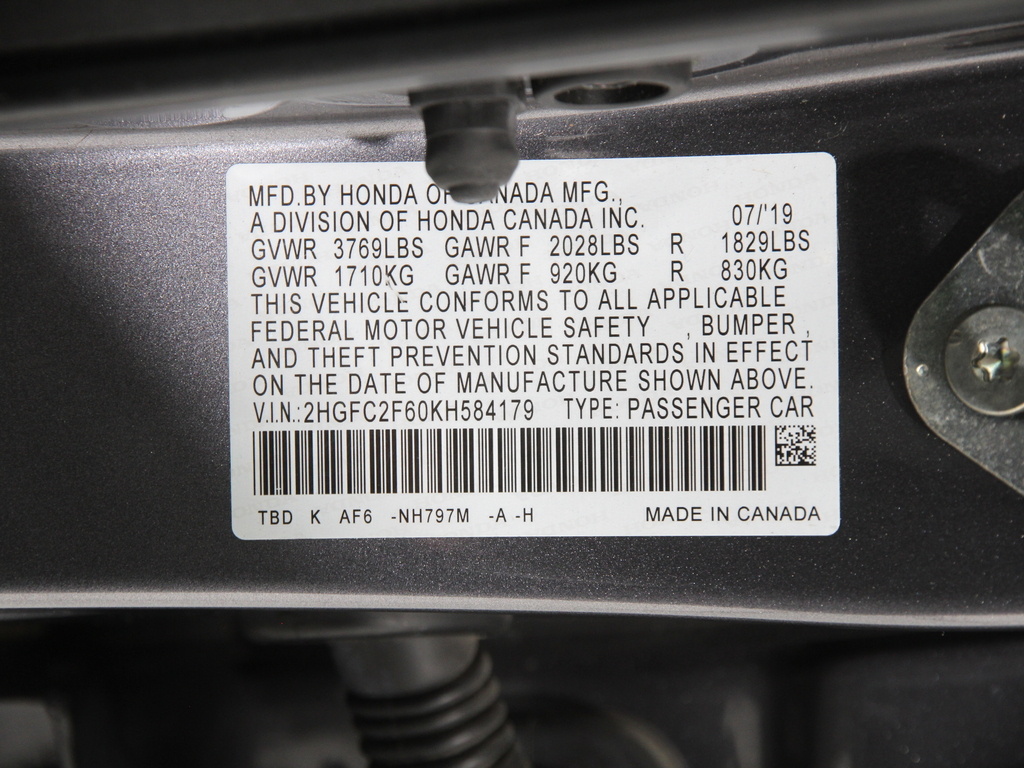 MFD.BY HONDA OF CANADA MFG.,
A DIVISION OF HONDA CANADA INC. 07/'19
GVWR 3769LBS GAWR F 2028LBS R 1829LBS
GVWR 1710KG GAWR F 920KG R 830KG
THIS VEHICLE CONFORMS TO ALL APPLICABLE
FEDERAL MOTOR VEHICLE SAFETY , BUMPER ,
AND THEFT PREVENTION STANDARDS IN EFFECT
ON THE DATE OF MANUFACTURE SHOWN ABOVE.
V.I.N.:2HGFC2F60KH584179 TYPE: PASSENGER CAR
TBD K AF6 -NH797M -A -H MADE IN CANADA